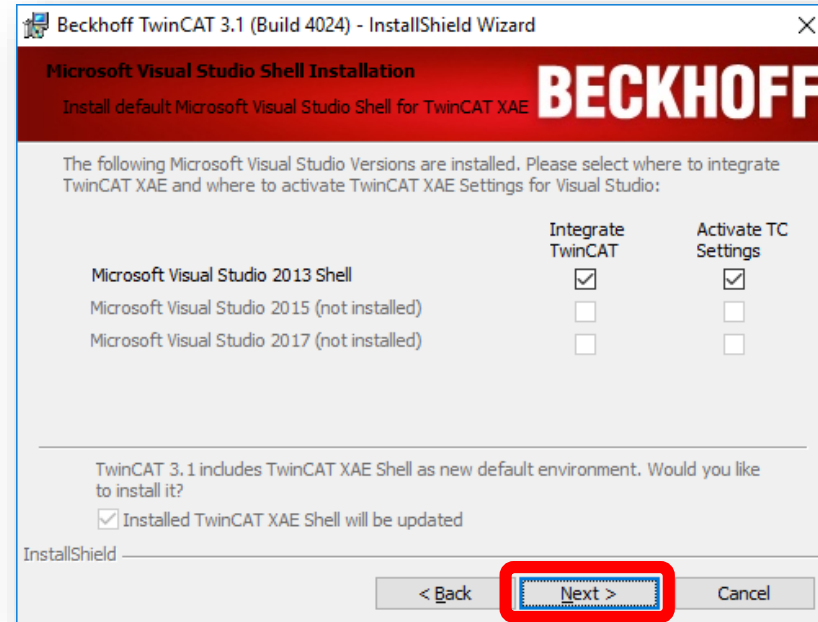 Beckhoff TwinCAT 3.1 (Build 4024) - InstallShield Wizard
Microsoft Visual Studio Shell Installation
Install default Microsoft Visual Studio Shell for TwinCAT XAE
BECKHOFF
The following Microsoft Visual Studio Versions are installed. Please select where to integrate
TwinCAT XAE and where to activate TwinCAT XAE Settings for Visual Studio:
Integrate TwinCAT
Activate TC Settings
Microsoft Visual Studio 2013 Shell
Microsoft Visual Studio 2015 (not installed)
Microsoft Visual Studio 2017 (not installed)
TwinCAT 3.1 includes TwinCAT XAE Shell as new default environment. Would you like
to install it?
Installed TwinCAT XAE Shell will be updated
InstallShield
< Back Next > Cancel